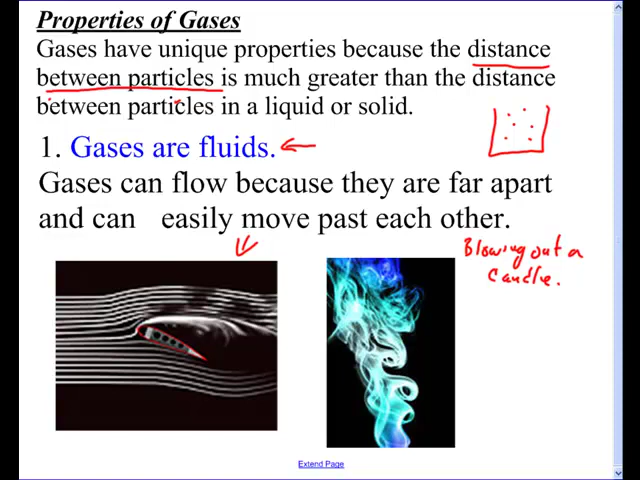 Properties of Gases
Gases have unique properties because the distance
between particles is much greater than the distance
between particles in a liquid or solid.
1. Gases are fluids.
Gases can flow because they are far apart
and can easily move past each other.
Blowing out a
Candle.
Extend Page